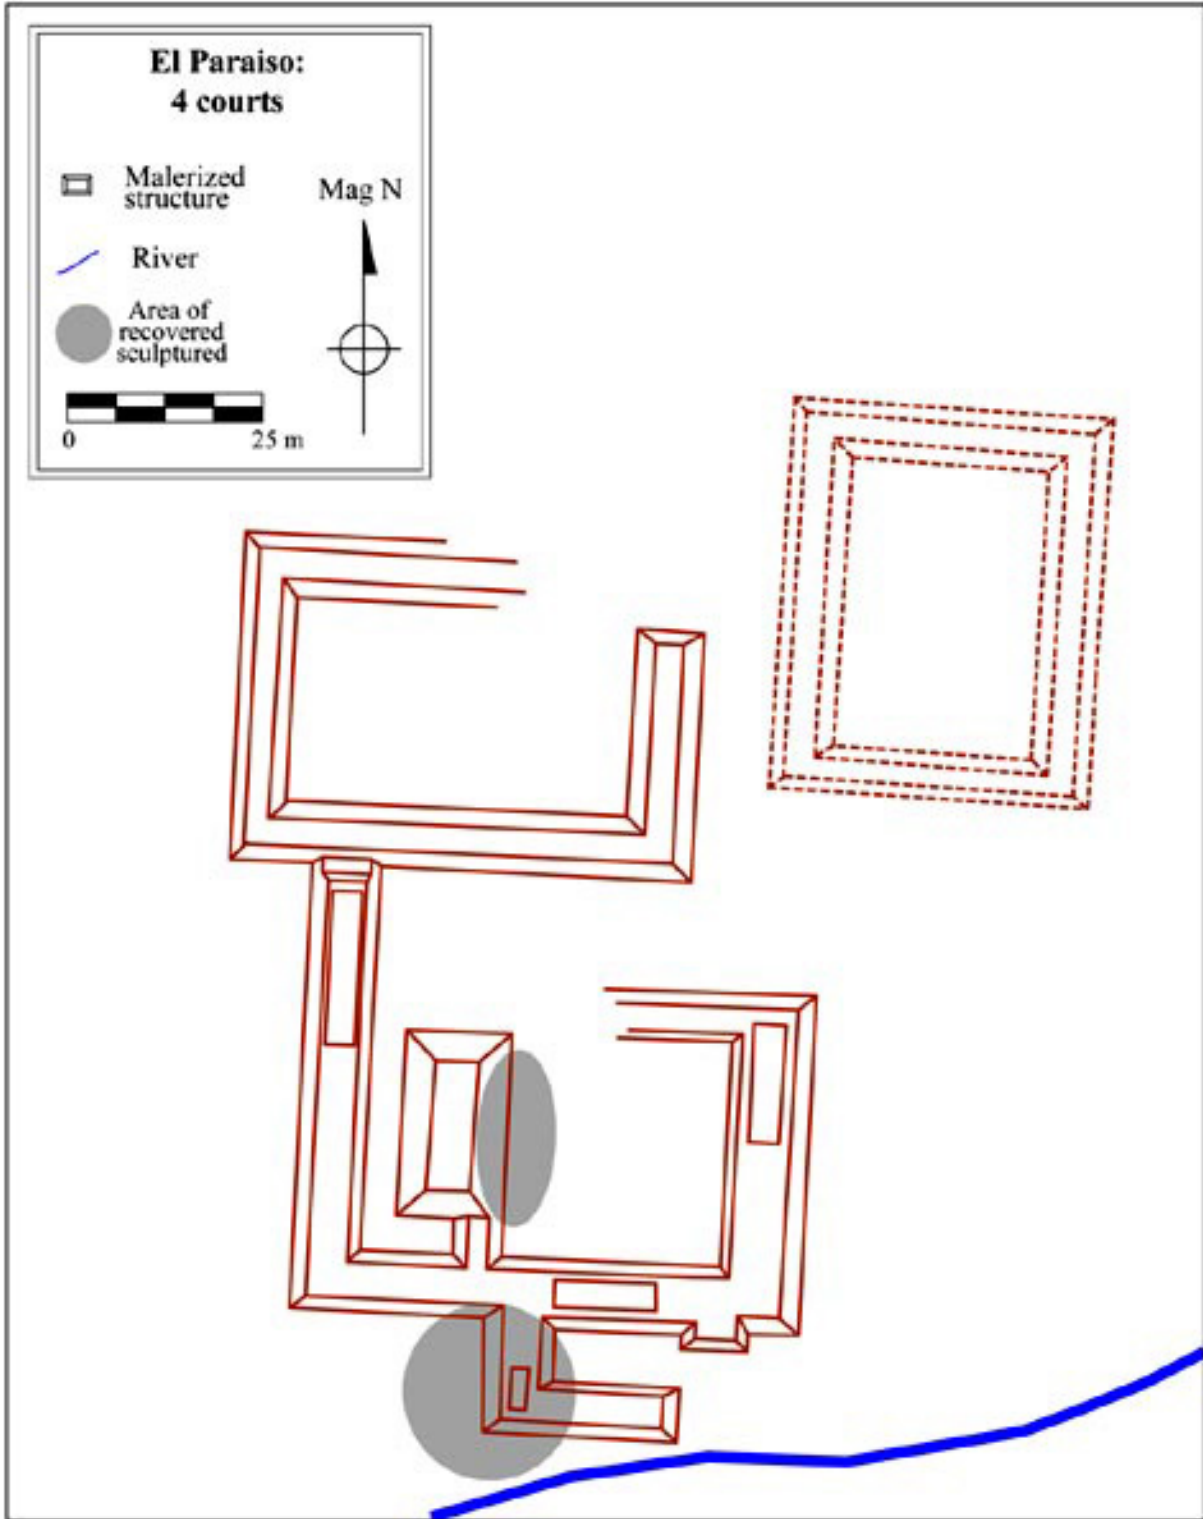 El Paraiso:
4 courts
Malerized
structure
Mag N
River
Area of
recovered
sculptured
0
25 m